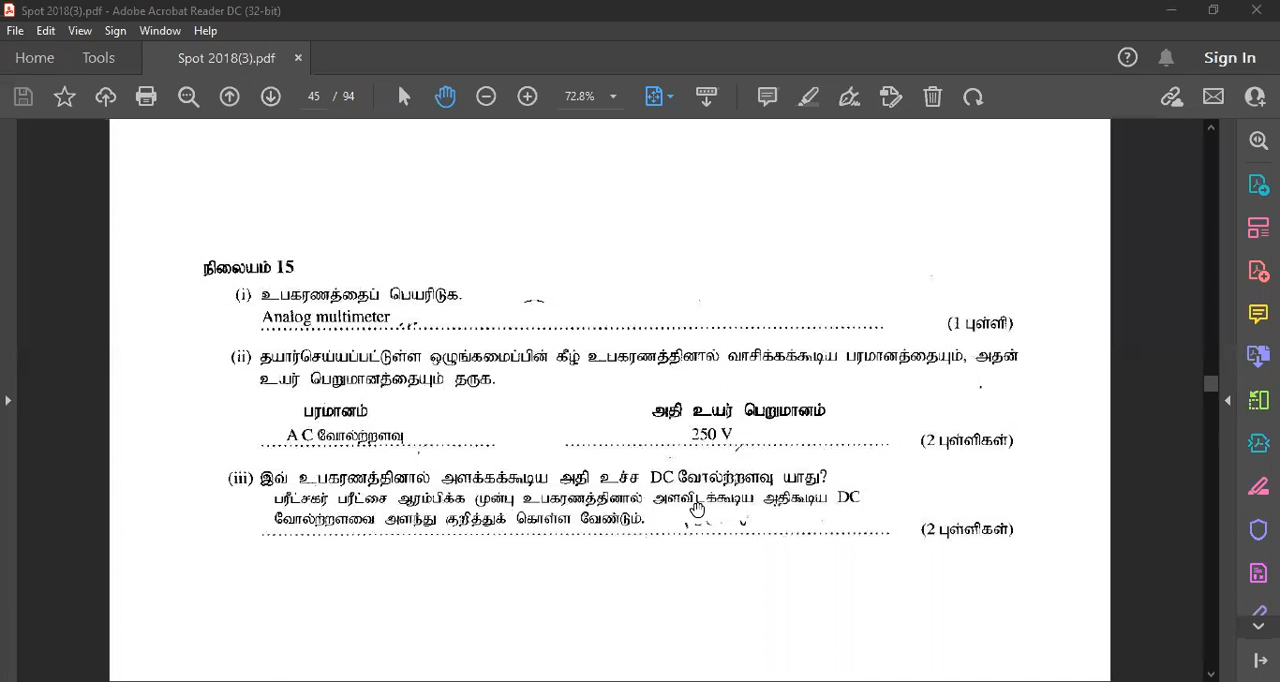 Spot 2018(3).pdf - Adobe Acrobat Reader DC (32-bit)
File Edit View Sign Window Help
Home Tools Spot 2018(3).pdf × Sign In
45 / 94 72.8%
நிலையம் 15
(i) உபகரணத்தைப் பெயரிடுக.
Analog multimeter
(1 புள்ளி)
(ii) தயார்செய்யப்பட்டுள்ள ஒழுங்கமைப்பின் கீழ் உபகரணத்தினால் வாசிக்கக்கூடிய பரமானத்தையும், அதன்
உயர் பெறுமானத்தையும் தருக.
பரமானம் அதி உயர் பெறுமானம்
A C வோல்ற்றளவு 250 V (2 புள்ளிகள்)
(iii) இவ் உபகரணத்தினால் அளக்கக்கூடிய அதி உச்ச DC வோல்ற்றளவு யாது?
பரீட்சகர் பரீட்சை ஆரம்பிக்க முன்பு உபகரணத்தினால் அளவிடக்கூடிய அதிகூடிய DC
வோல்ற்றளவை அளந்து குறித்துக் கொள்ள வேண்டும்.
(2 புள்ளிகள்)